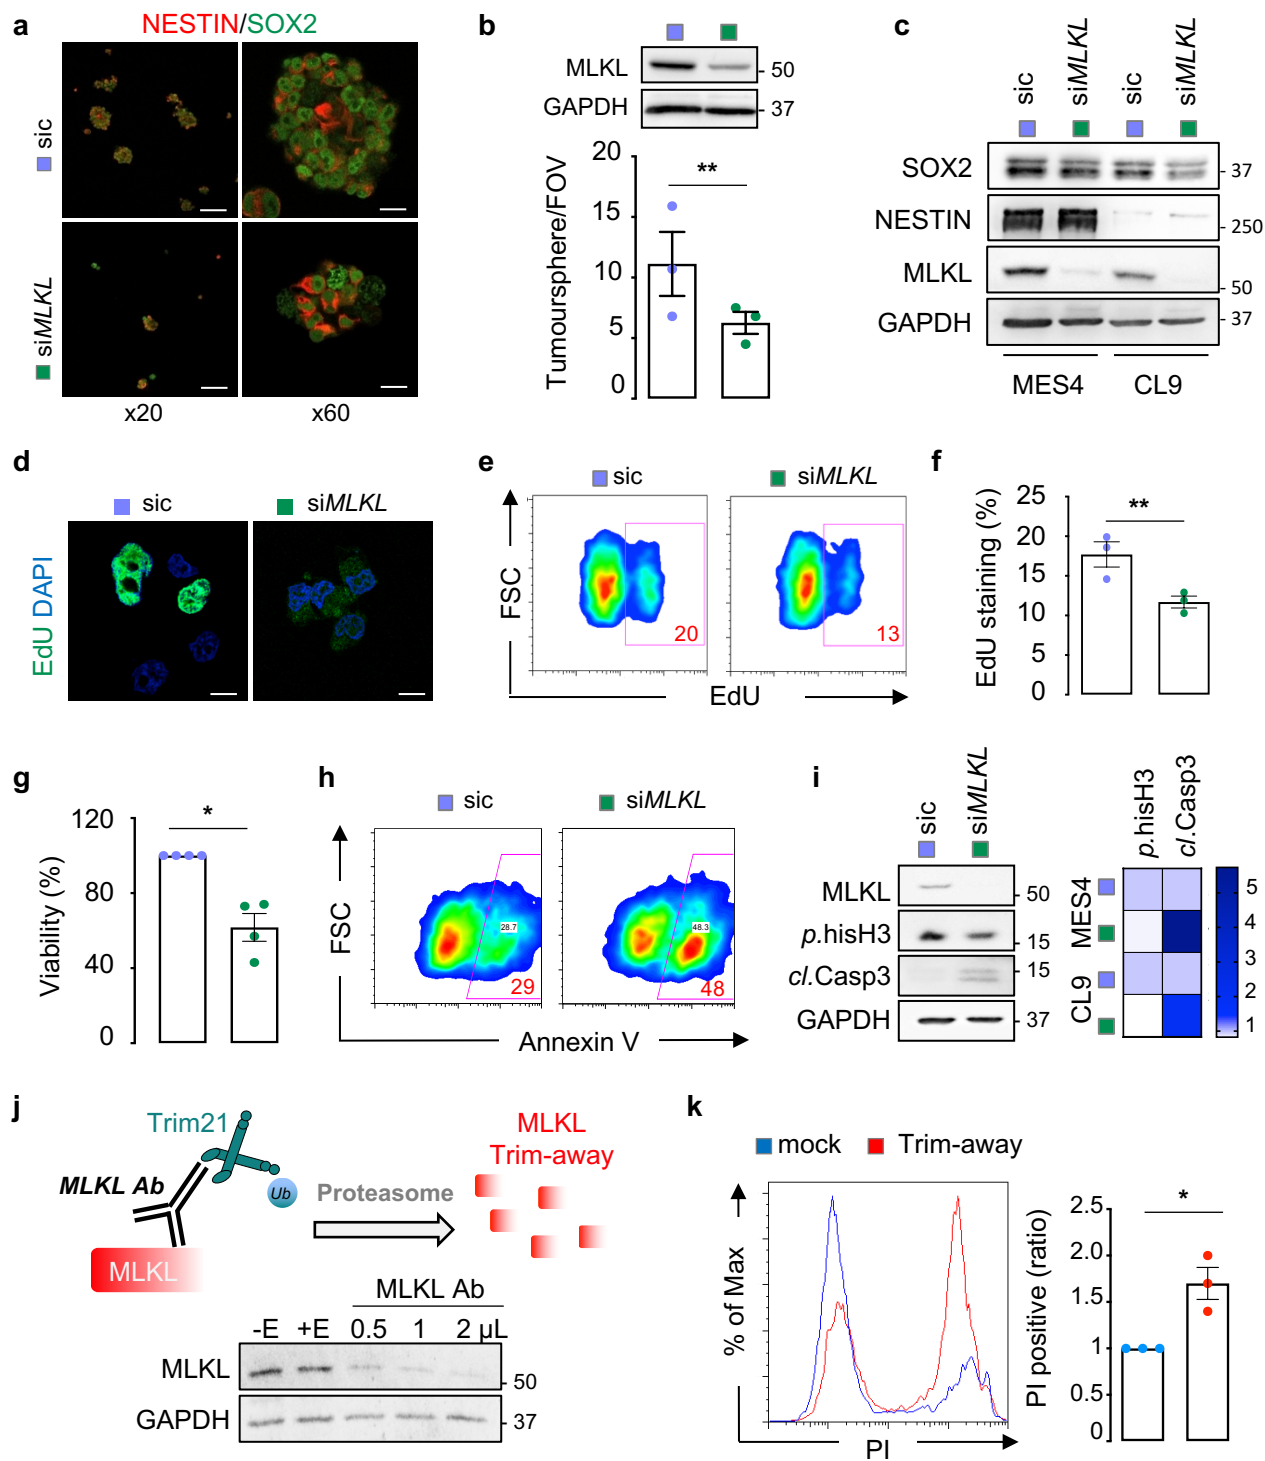 a
NESTIN/SOX2
sic
siMLKL
x20
x60
b
MLKL
50
GAPDH
37
Tumoursphere/FOV
20
15
10
5
0
**
c
sic
siMLKL
sic
siMLKL
SOX2
37
NESTIN
250
MLKL
50
GAPDH
37
MES4
CL9
d
sic
siMLKL
EdU DAPI
e
sic
siMLKL
FSC
20
13
EdU
f
EdU staining (%)
25
20
15
10
5
0
**
g
Viability (%)
120
80
40
0
*
h
sic
siMLKL
FSC
28.7
29
48.3
48
Annexin V
i
sic
siMLKL
MLKL
50
p.hisH3
15
cl.Casp3
15
GAPDH
37
p.hisH3
cl.Casp3
MES4
CL9
5
4
3
2
1
j
Trim21
MLKL Ab
Ub
MLKL
Proteasome
MLKL
Trim-away
MLKL Ab
-E +E 0.5 1 2 µL
MLKL
50
GAPDH
37
k
mock
Trim-away
% of Max
PI
PI positive (ratio)
2.5
2.0
1.5
1
0.5
0
*